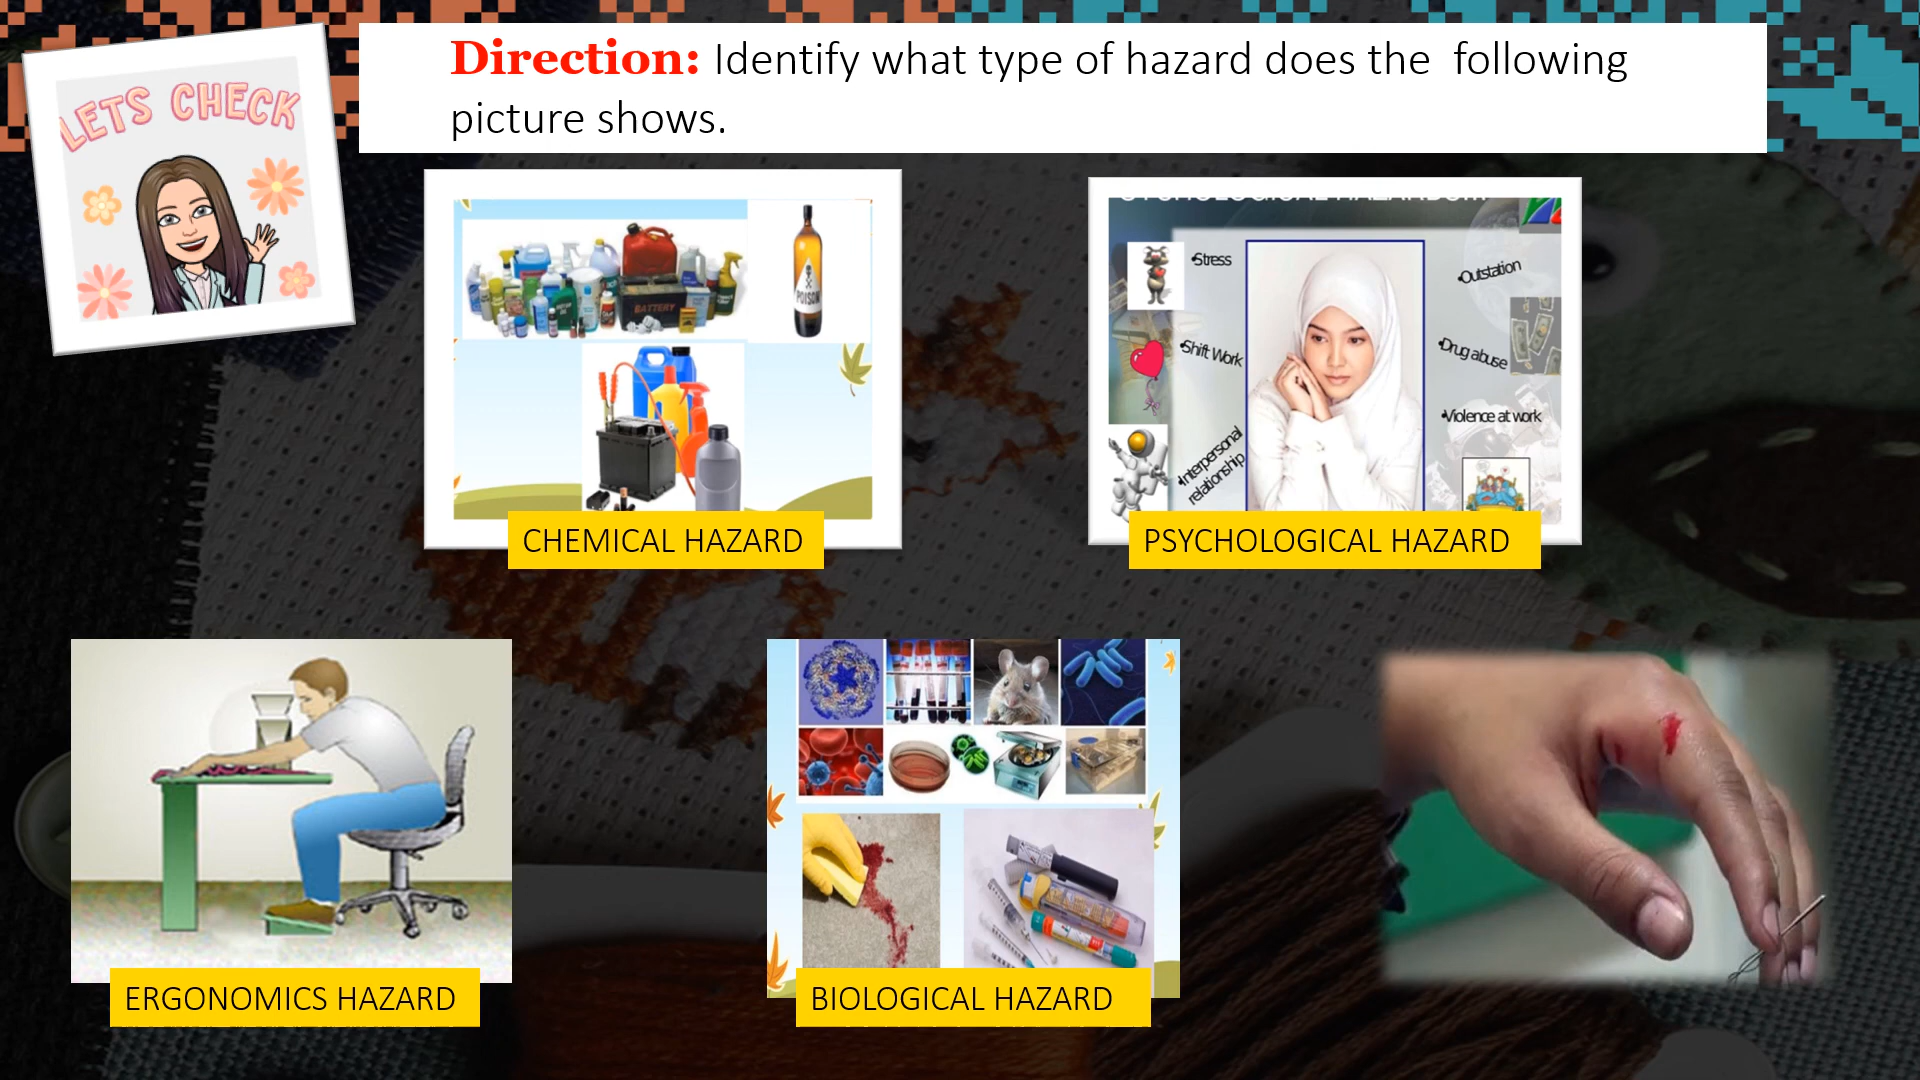 LETS CHECK
Direction: Identify what type of hazard does the following
picture shows.
BATTERY
POISON
CHEMICAL HAZARD
•Stress
•Shift Work
•Interpersonal
relationship
•Outstation
•Drug abuse
•Violence at work
PSYCHOLOGICAL HAZARD
ERGONOMICS HAZARD
BIOLOGICAL HAZARD